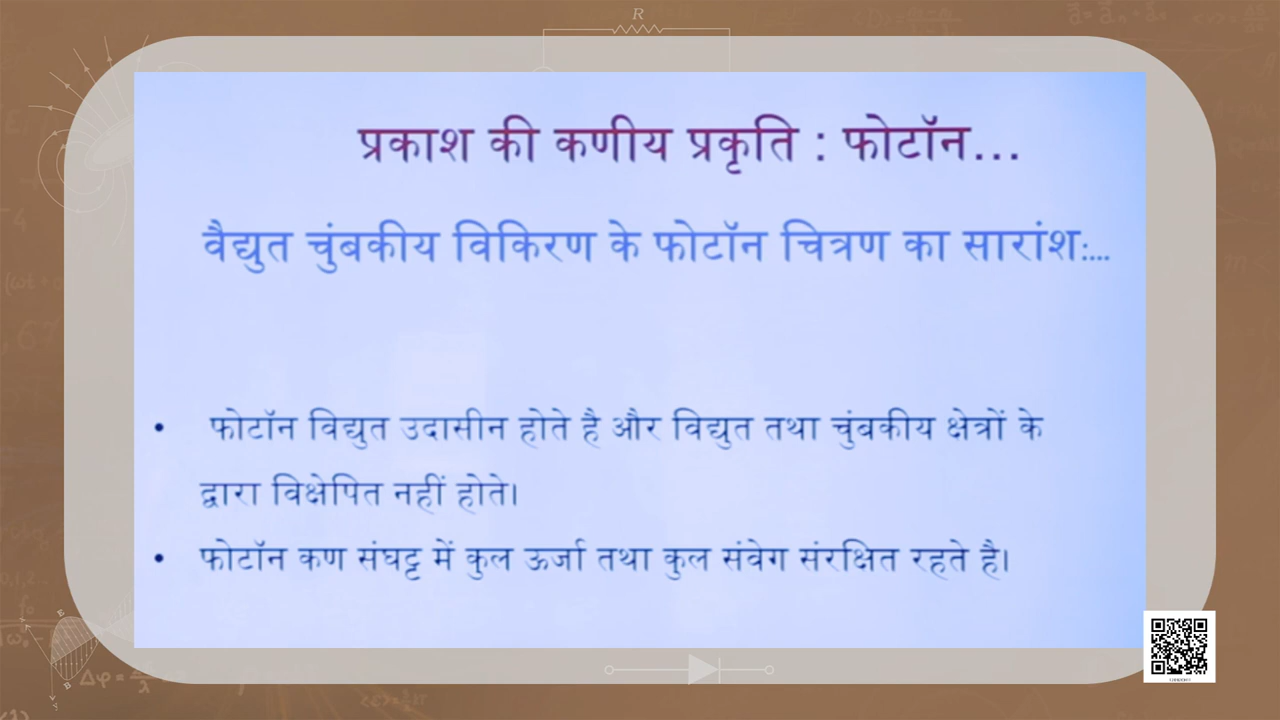 प्रकाश की कणीय प्रकृति : फोटॉन...
वैद्युत चुंबकीय विकिरण के फोटॉन चित्रण का सारांश:...
• फोटॉन विद्युत उदासीन होते है और विद्युत तथा चुंबकीय क्षेत्रों के
द्वारा विक्षेपित नहीं होते।
• फोटॉन कण संघट्ट में कुल ऊर्जा तथा कुल संवेग संरक्षित रहते है।
R